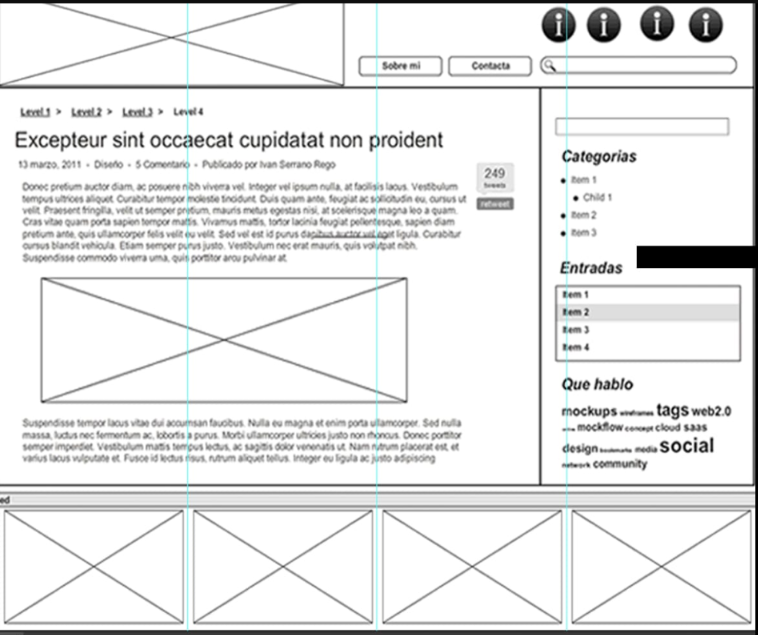 Sobre mi
Contacta
Level 1 > Level 2 > Level 3 > Level 4
Excepteur sint occaecat cupidatat non proident
13 marzo, 2011 - Diseño - 5 Comentario - Publicado por Ivan Serrano Rego
249
tweets
retweet
Donec pretium auctor diam, ac posuere nibh viverra vel. Integer vel ipsum nulla, at facilisis lacus. Vestibulum
tempus ultrices aliquet. Curabitur tempor molestie tincidunt. Duis quam ante, feugiat ac sollicitudin eu, cursus ut
velit. Praesent fringilla, velit ut semper pretium, mauris metus egestas nisi, at scelerisque magna leo a quam.
Cras vitae quam porta sapien tempor mattis. Vivamus mattis, tortor lacinia feugiat pellentesque, sapien diam
pretium ante, quis ullamcorper felis velit eu velit. Sed vel est id purus dapibus auctor vel eget ligula. Curabitur
cursus blandit vehicula. Etiam semper purus justo. Vestibulum nec erat mauris, quis volutpat nibh.
Suspendisse commodo viverra urna, quis porttitor arcu pulvinar at.
Suspendisse tempor lacus vitae dui accumsan faucibus. Nulla eu magna et enim porta ullamcorper. Sed nulla
massa, luctus nec fermentum ac, lobortis a purus. Morbi ullamcorper ultricies justo non rhoncus. Donec porttitor
semper imperdiet. Vestibulum mattis tempus lectus, ac sagittis dolor venenatis ut. Nam rutrum placerat est, et
varius lacus vulputate et. Fusce id lectus risus, rutrum aliquet tellus. Integer eu ligula ac justo adipiscing
Categorias
Item 1
Child 1
Item 2
Item 3
Entradas
Item 1
Item 2
Item 3
Item 4
Que hablo
mockups wireframes tags web2.0
mockflow concept cloud saas
design bookmarks media social
network community
ed